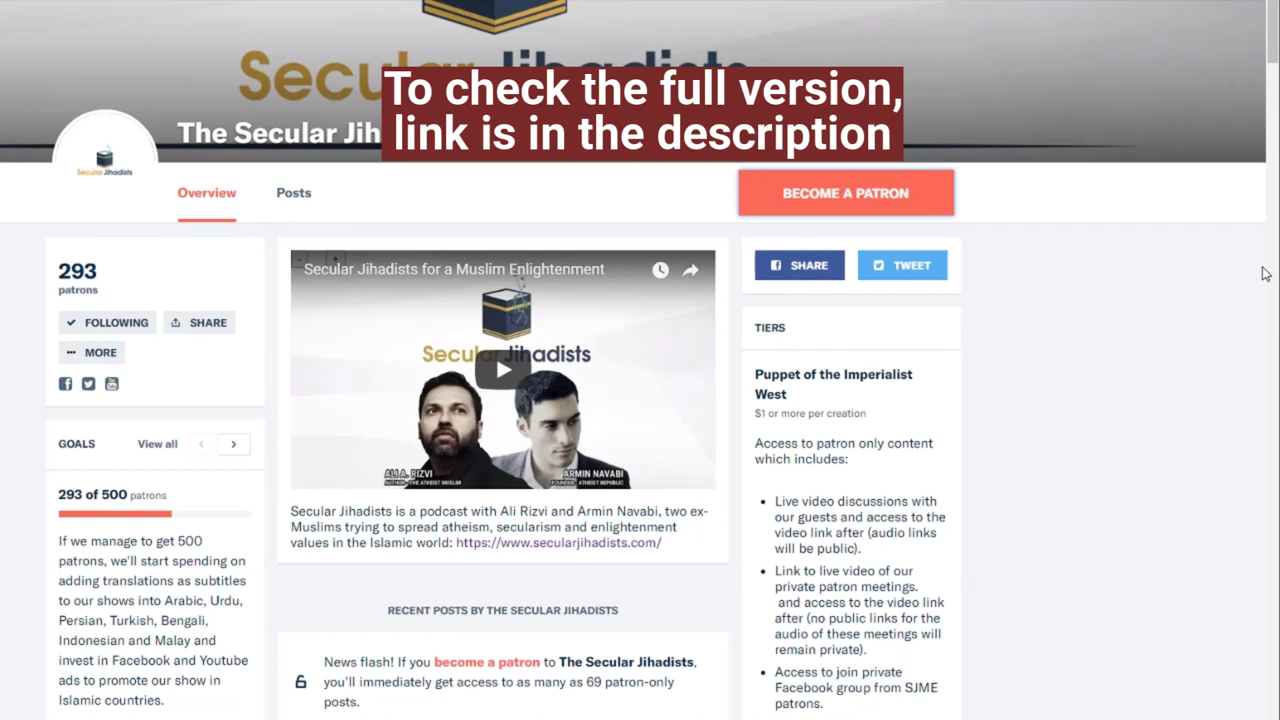 Secular Jihadists
To check the full version,
link is in the description
The Secular Jih
Secular Jihadists
Overview
Posts
BECOME A PATRON
293
patrons
FOLLOWING
SHARE
MORE
GOALS
View all
293 of 500 patrons
If we manage to get 500
patrons, we'll start spending on
adding translations as subtitles
to our shows into Arabic, Urdu,
Persian, Turkish, Bengali,
Indonesian and Malay and
invest in Facebook and Youtube
ads to promote our show in
Islamic countries.
Secular Jihadists for a Muslim Enlightenment
Secular Jihadists
ALI A. RIZVI
AUTHOR - THE ATHEIST MUSLIM
ARMIN NAVABI
FOUNDER - ATHEIST REPUBLIC
Secular Jihadists is a podcast with Ali Rizvi and Armin Navabi, two ex-
Muslims trying to spread atheism, secularism and enlightenment
values in the Islamic world: https://www.secularjihadists.com/
RECENT POSTS BY THE SECULAR JIHADISTS
News flash! If you become a patron to The Secular Jihadists,
you'll immediately get access to as many as 69 patron-only
posts.
SHARE
TWEET
TIERS
Puppet of the Imperialist
West
$1 or more per creation
Access to patron only content
which includes:
• Live video discussions with
our guests and access to the
video link after (audio links
will be public).
• Link to live video of our
private patron meetings.
and access to the video link
after (no public links for the
audio of these meetings will
remain private).
• Access to join private
Facebook group from SJME
patrons.